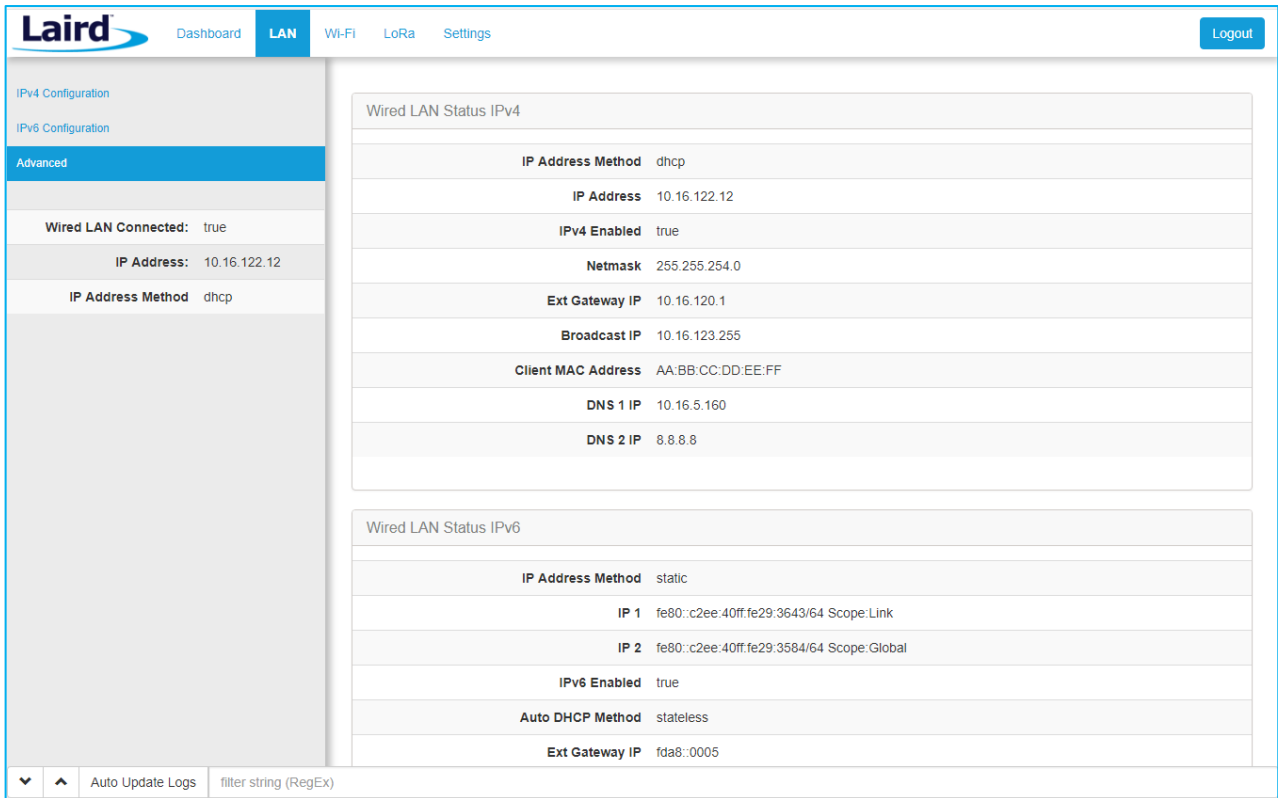 Laird™ Dashboard LAN Wi-Fi LoRa Settings Logout
IPv4 Configuration
IPv6 Configuration
Advanced
Wired LAN Connected: true
IP Address: 10.16.122.12
IP Address Method dhcp
Wired LAN Status IPv4
IP Address Method dhcp
IP Address 10.16.122.12
IPv4 Enabled true
Netmask 255.255.254.0
Ext Gateway IP 10.16.120.1
Broadcast IP 10.16.123.255
Client MAC Address AA:BB:CC:DD:EE:FF
DNS 1 IP 10.16.5.160
DNS 2 IP 8.8.8.8
Wired LAN Status IPv6
IP Address Method static
IP 1 fe80::c2ee:40ff:fe29:3643/64 Scope:Link
IP 2 fe80::c2ee:40ff:fe29:3584/64 Scope:Global
IPv6 Enabled true
Auto DHCP Method stateless
Ext Gateway IP fda8::0005
Auto Update Logs filter string (RegEx)